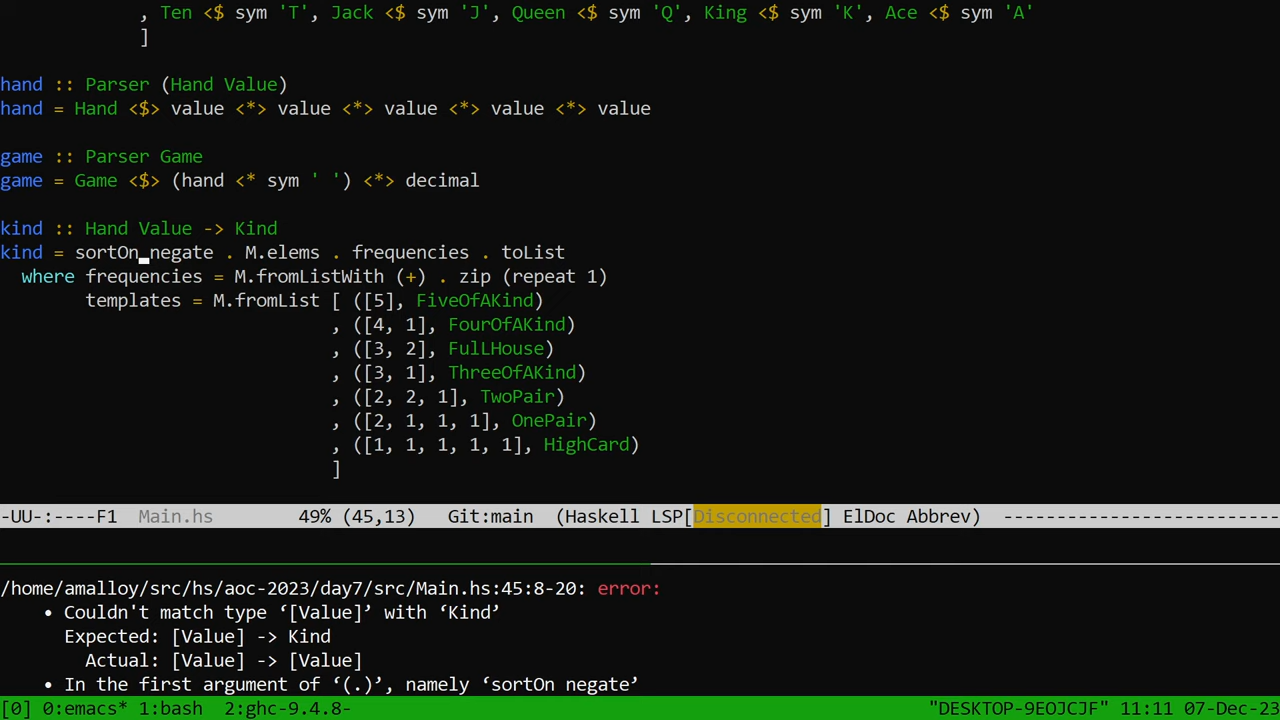 , Ten <$ sym 'T', Jack <$ sym 'J', Queen <$ sym 'Q', King <$ sym 'K', Ace <$ sym 'A'
]
hand :: Parser (Hand Value)
hand = Hand <$> value <*> value <*> value <*> value <*> value
game :: Parser Game
game = Game <$> (hand <* sym ' ') <*> decimal
kind :: Hand Value -> Kind
kind = sortOn negate . M.elems . frequencies . toList
where frequencies = M.fromListWith (+) . zip (repeat 1)
templates = M.fromList [ ([5], FiveOfAKind)
, ([4, 1], FourOfAKind)
, ([3, 2], FulLHouse)
, ([3, 1], ThreeOfAKind)
, ([2, 2, 1], TwoPair)
, ([2, 1, 1, 1], OnePair)
, ([1, 1, 1, 1, 1], HighCard)
]
-UU-:----F1  Main.hs        49% (45,13)   Git:main  (Haskell LSP[Disconnected] ElDoc Abbrev) -------------------------
/home/amalloy/src/hs/aoc-2023/day7/src/Main.hs:45:8-20: error:
• Couldn't match type ‘[Value]’ with ‘Kind’
Expected: [Value] -> Kind
Actual: [Value] -> [Value]
• In the first argument of ‘(.)’, namely ‘sortOn negate’
[0] 0:emacs* 1:bash  2:ghc-9.4.8- "DESKTOP-9EOJCJF" 11:11 07-Dec-23